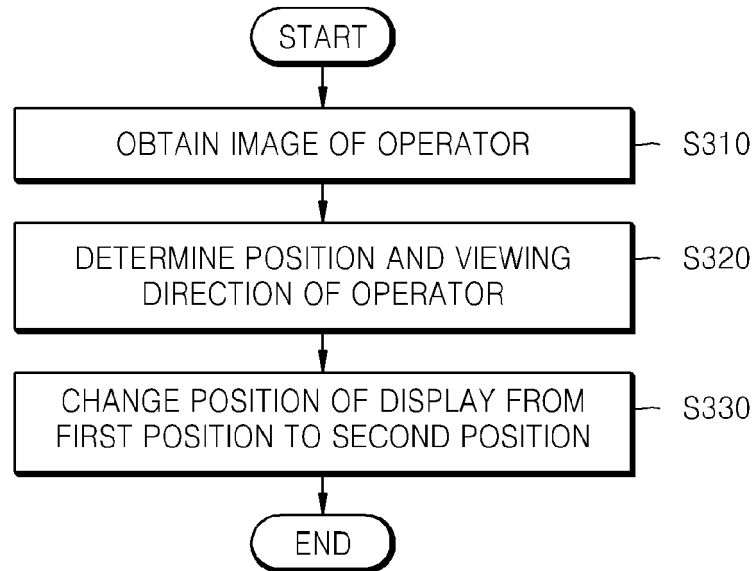 START
OBTAIN IMAGE OF OPERATOR
S310
DETERMINE POSITION AND VIEWING
DIRECTION OF OPERATOR
S320
CHANGE POSITION OF DISPLAY FROM
FIRST POSITION TO SECOND POSITION
S330
END